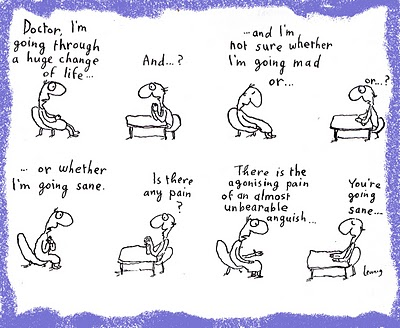 Doctor, I'm
going through
a huge change
of life...
And...?
...and I'm
not sure whether
I'm going mad
or...
or...?
... or whether
I'm going sane.
Is there
any pain
?
There is the
agonising pain
of an almost
unbearable
anguish...
You're
going
sane...
Leunig